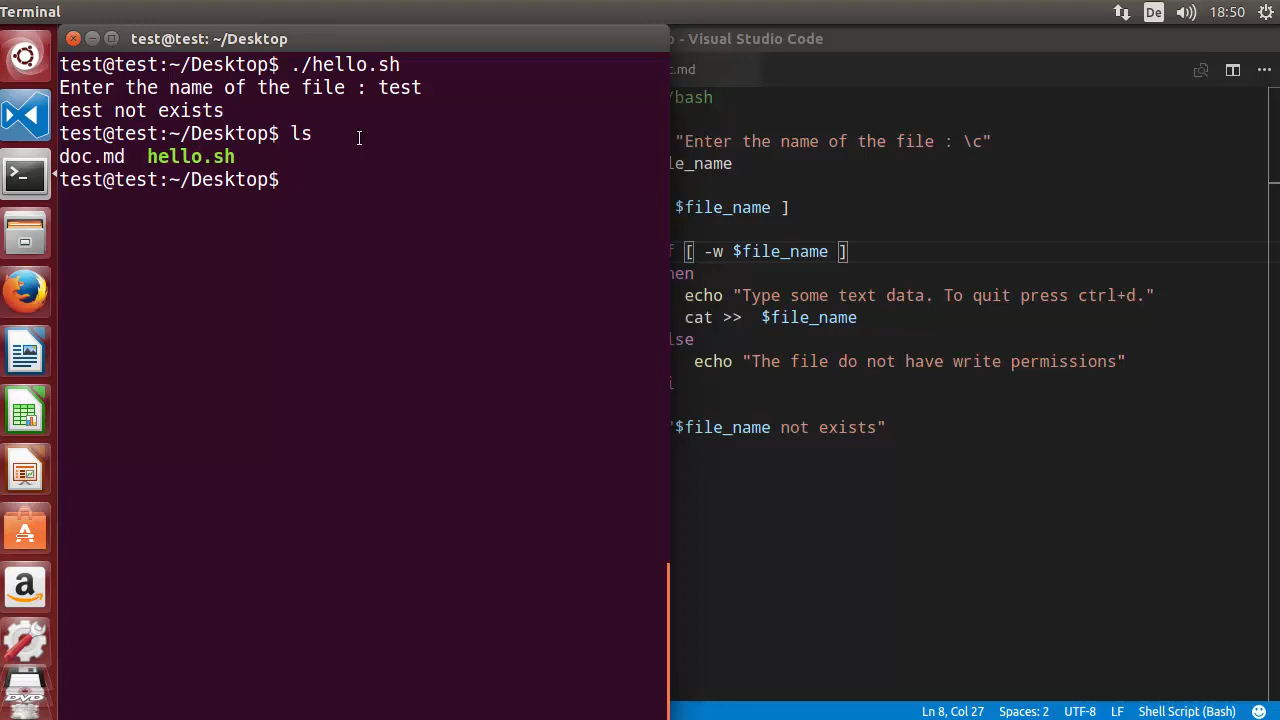 Terminal
De
18:50
test@test: ~/Desktop
- Visual Studio Code
test@test:~/Desktop$ ./hello.sh
Enter the name of the file : test
test not exists
test@test:~/Desktop$ ls
doc.md  hello.sh
test@test:~/Desktop$
c.md
/bash
"Enter the name of the file : \c"
le_name
$file_name ]
f [ -w $file_name ]
hen
echo "Type some text data. To quit press ctrl+d."
cat >>  $file_name
lse
echo "The file do not have write permissions"
i
"$file_name not exists"
DVD
Ln 8, Col 27
Spaces: 2
UTF-8
LF
Shell Script (Bash)